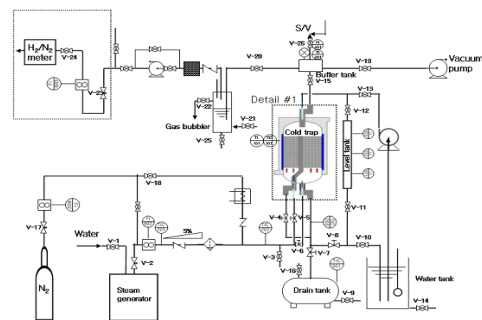 S/V
V-26
H₂/N₂
meter
V-24
V-20
V-19
Vacuum
pump
Buffer tank
V-15
V-13
V-22
Detail #1
V-12
Gas bubbler
V-21
V-25
Cold trap
Level tank
V-18
V-11
V-17
5%
V-4
V-5
Water
V-1
V-8
V-10
V-6
V-2
V-3
V-7
V-16
N₂
Steam
generator
Drain tank
V-9
Water tank
V-14